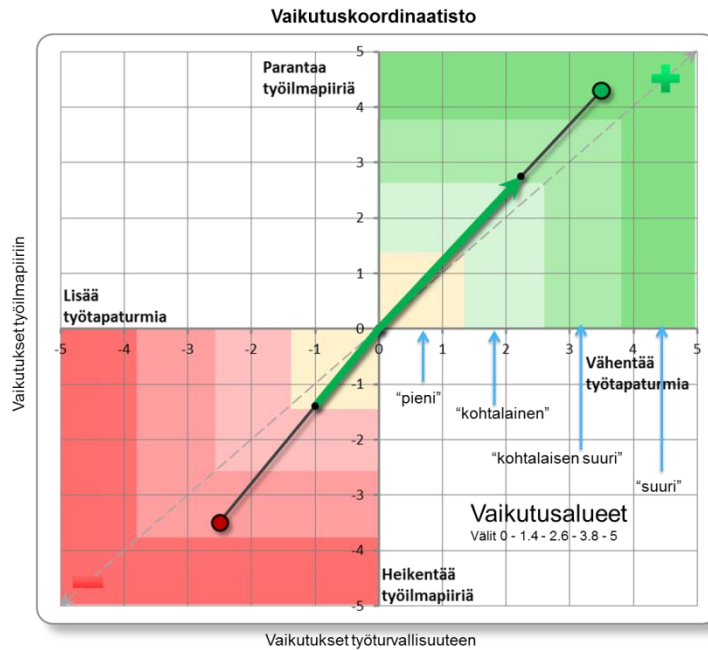 Vaikutuskoordinaatisto
5
Parantaa
työilmapiiriä
4
3
2
1
Lisää
työtapaturmia
0
-5 -4 -3 -2 -1 0 1 2 3 4 5
Vähentää
työtapaturmia
-1
"pieni"
"kohtalainen"
-2
"kohtalaisen suuri"
"suuri"
-3
Vaikutusalueet
Välit 0 - 1.4 - 2.6 - 3.8 - 5
-4
Heikentää
työilmapiiriä
-5
Vaikutukset työilmapiiriin
Vaikutukset työturvallisuuteen